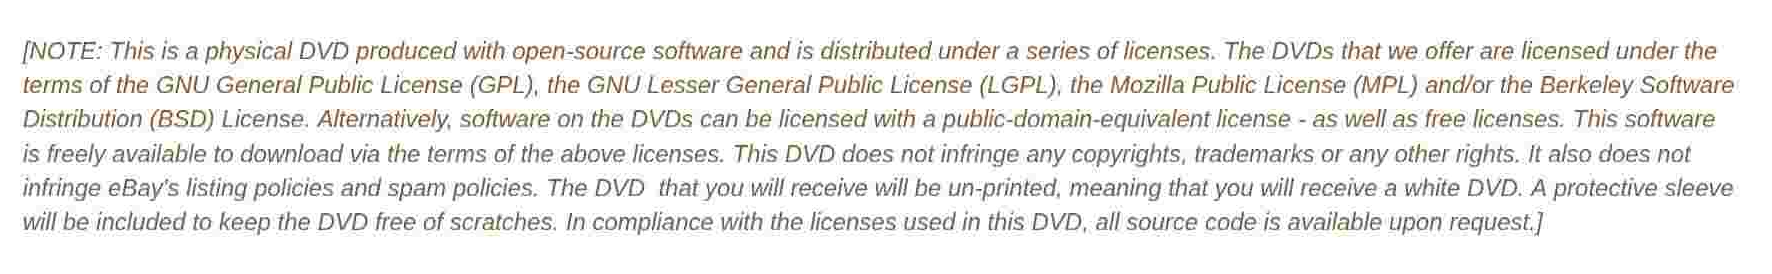 [NOTE: This is a physical DVD produced with open-source software and is distributed under a series of licenses. The DVDs that we offer are licensed under the
terms of the GNU General Public License (GPL), the GNU Lesser General Public License (LGPL), the Mozilla Public License (MPL) and/or the Berkeley Software
Distribution (BSD) License. Alternatively, software on the DVDs can be licensed with a public-domain-equivalent license - as well as free licenses. This software
is freely available to download via the terms of the above licenses. This DVD does not infringe any copyrights, trademarks or any other rights. It also does not
infringe eBay's listing policies and spam policies. The DVD  that you will receive will be un-printed, meaning that you will receive a white DVD. A protective sleeve
will be included to keep the DVD free of scratches. In compliance with the licenses used in this DVD, all source code is available upon request.]